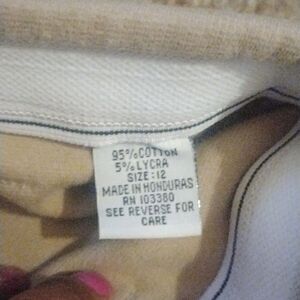 95% COTTON
5% LYCRA
SIZE: 12
MADE IN HONDURAS
RN 103380
SEE REVERSE FOR
CARE